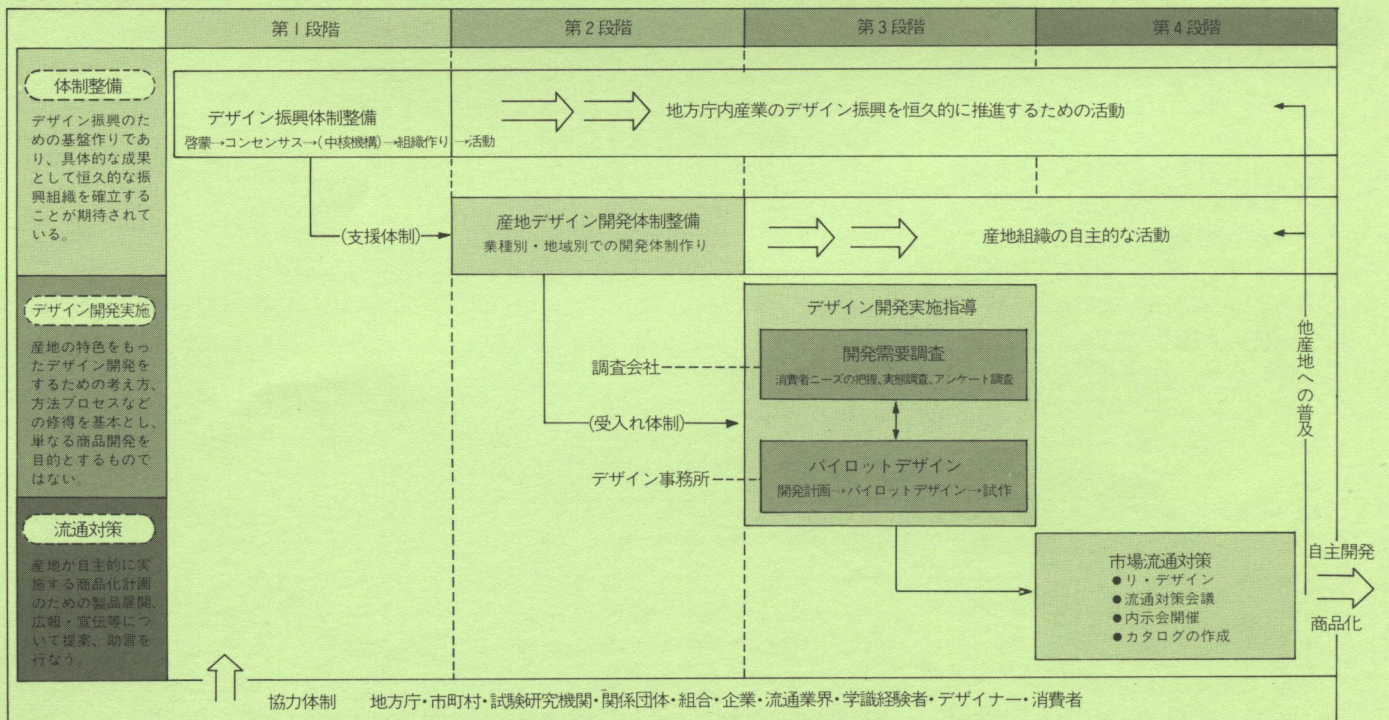 第1段階
第2段階
第3段階
第4段階
体制整備
デザイン振興のた
めの基盤作りであ
り、具体的な成果
として恒久的な振
興組織を確立する
ことが期待されて
いる。
デザイン振興体制整備
啓蒙→コンセンサス→(中核機構)→組織作り→活動
地方庁内産業のデザイン振興を恒久的に推進するための活動
(支援体制)
産地デザイン開発体制整備
業種別・地域別での開発体制作り
産地組織の自主的な活動
デザイン開発実施
産地の特色をもっ
たデザイン開発を
するための考え方、
方法プロセスなど
の修得を基本とし、
単なる商品開発を
目的とするもので
はない。
デザイン開発実施指導
調査会社
開発需要調査
消費者ニーズの把握、実態調査、アンケート調査
(受入れ体制)
デザイン事務所
パイロットデザイン
開発計画→パイロットデザイン→試作
他産地への普及
流通対策
産地が自主的に実
施する商品化計画
のための製品展開、
広報・宣伝等につ
いて提案、助言を
行なう。
市場流通対策
●リ・デザイン
●流通対策会議
●内示会開催
●カタログの作成
自主開発
商品化
協力体制 地方庁・市町村・試験研究機関・関係団体・組合・企業・流通業界・学識経験者・デザイナー・消費者